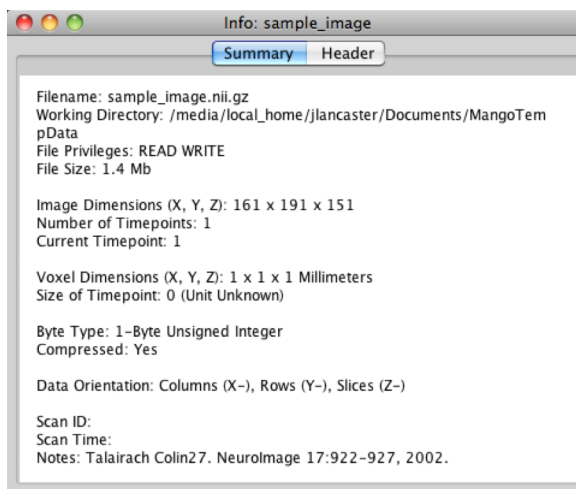 Info: sample_image
Summary Header
Filename: sample_image.nii.gz
Working Directory: /media/local_home/jlancaster/Documents/MangoTem
pData
File Privileges: READ WRITE
File Size: 1.4 Mb
Image Dimensions (X, Y, Z): 161 x 191 x 151
Number of Timepoints: 1
Current Timepoint: 1
Voxel Dimensions (X, Y, Z): 1 x 1 x 1 Millimeters
Size of Timepoint: 0 (Unit Unknown)
Byte Type: 1-Byte Unsigned Integer
Compressed: Yes
Data Orientation: Columns (X-), Rows (Y-), Slices (Z-)
Scan ID:
Scan Time:
Notes: Talairach Colin27. NeuroImage 17:922-927, 2002.